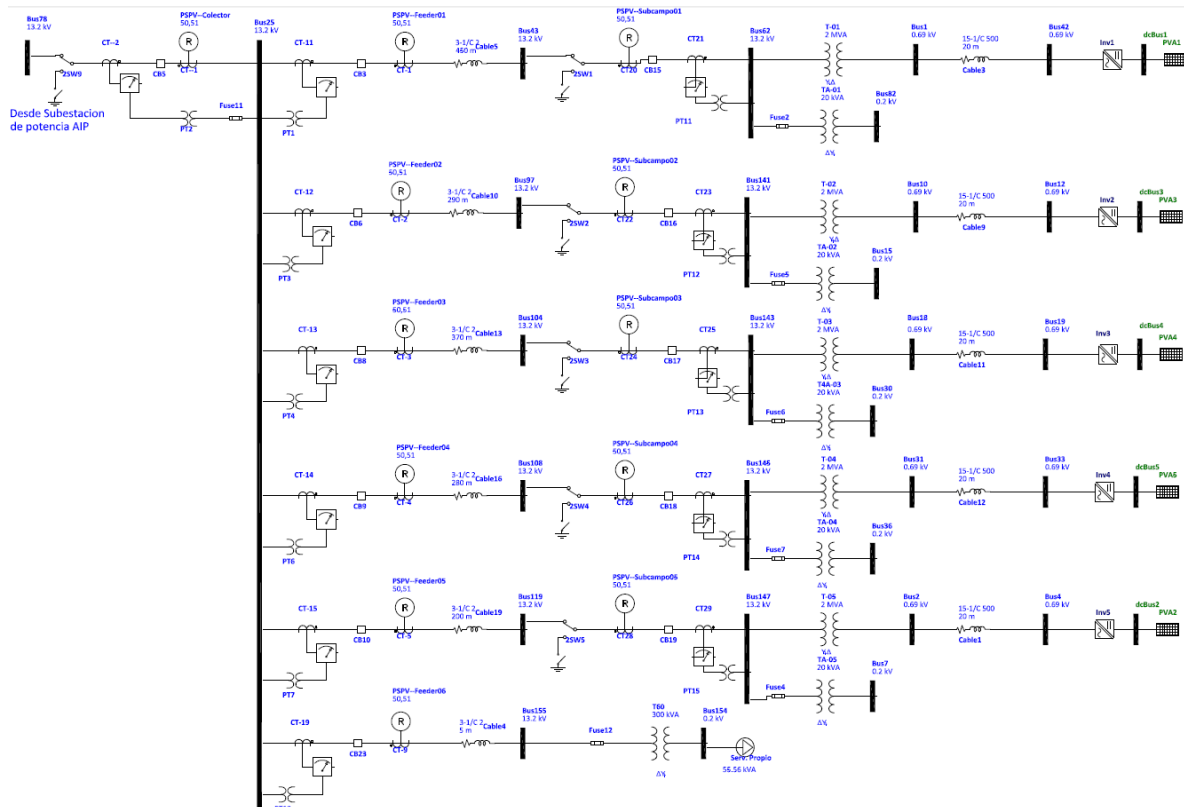 Bus78
13.2 kV
PSPV--Colector
50,51
R
Bus25
13.2 kV
CT--2
2SW9
CB5
CT--1
Desde Subestacion
de potencia AIP
PT2
Fuse11
CT-11
PSPV--Feeder01
50,51
R
CB3
CT-1
3-1/C 2
460 m
Cable5
Bus43
13.2 kV
PSPV--Subcampo01
50,51
R
2SW1
CT20
CB15
CT21
Bus62
13.2 kV
T-01
2 MVA
Bus1
0.69 kV
15-1/C 500
20 m
Cable3
Bus42
0.69 kV
Inv1
dcBus1
PVA1
PT1
PT11
Y,Δ
TA-01
20 kVA
Bus82
0.2 kV
Fuse2
ΔY,
CT-12
PSPV--Feeder02
50,51
R
CB6
CT-2
3-1/C 2
290 m
Cable10
Bus97
13.2 kV
PSPV--Subcampo02
50,51
R
2SW2
CT22
CB16
CT23
Bus141
13.2 kV
T-02
2 MVA
Bus10
0.69 kV
15-1/C 500
20 m
Cable9
Bus12
0.69 kV
Inv2
dcBus3
PVA3
PT3
PT12
Y,Δ
TA-02
20 kVA
Bus15
0.2 kV
Fuse5
ΔY,
CT-13
PSPV--Feeder03
50,51
R
CB8
CT-3
3-1/C 2
370 m
Cable13
Bus104
13.2 kV
PSPV--Subcampo03
50,51
R
2SW3
CT24
CB17
CT25
Bus143
13.2 kV
T-03
2 MVA
Bus18
0.69 kV
15-1/C 500
20 m
Cable11
Bus19
0.69 kV
Inv3
dcBus4
PVA4
PT4
PT13
Y,Δ
T4A-03
20 kVA
Bus30
0.2 kV
Fuse6
ΔY,
CT-14
PSPV--Feeder04
50,51
R
CB9
CT-4
3-1/C 2
280 m
Cable16
Bus108
13.2 kV
PSPV--Subcampo04
50,51
R
2SW4
CT26
CB18
CT27
Bus146
13.2 kV
T-04
2 MVA
Bus31
0.69 kV
15-1/C 500
20 m
Cable12
Bus33
0.69 kV
Inv4
dcBus5
PVA6
PT6
PT14
Y,Δ
TA-04
20 kVA
Bus36
0.2 kV
Fuse7
ΔY,
CT-15
PSPV--Feeder05
50,51
R
CB10
CT-5
3-1/C 2
200 m
Cable19
Bus119
13.2 kV
PSPV--Subcampo05
50,51
R
2SW5
CT28
CB19
CT29
Bus147
13.2 kV
T-05
2 MVA
Bus2
0.69 kV
15-1/C 500
20 m
Cable1
Bus4
0.69 kV
Inv5
dcBus2
PVA2
PT7
PT15
Y,Δ
TA-05
20 kVA
Bus7
0.2 kV
Fuse4
ΔY,
CT-19
PSPV--Feeder06
50,51
R
CB23
CT-9
3-1/C 2
5 m
Cable4
Bus155
13.2 kV
Fuse12
T60
300 kVA
ΔY,
Bus154
0.2 kV
Serv. Propio
56.56 kVA